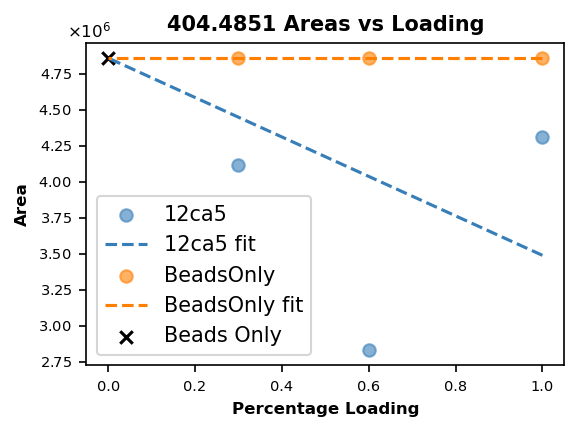 404.4851 Areas vs Loading
×10⁶
4.75
4.50
4.25
4.00
3.75
3.50
3.25
3.00
2.75
Area
12ca5
12ca5 fit
BeadsOnly
BeadsOnly fit
Beads Only
0.0 0.2 0.4 0.6 0.8 1.0
Percentage Loading